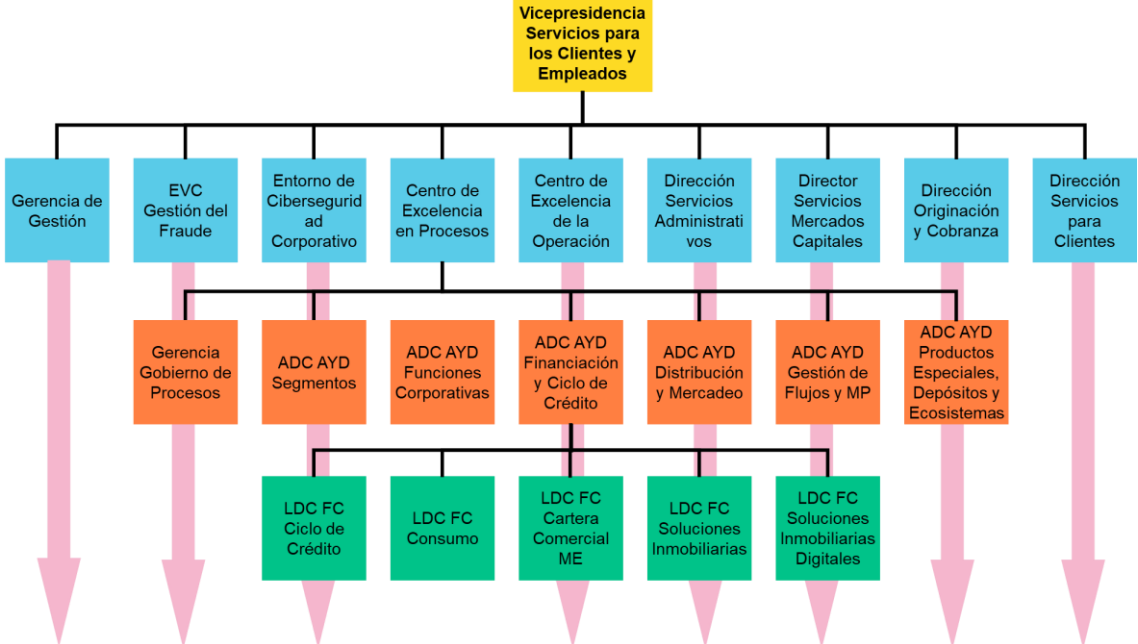 Vicepresidencia
Servicios para
los Clientes y
Empleados
Gerencia de
Gestión
EVC
Gestión del
Fraude
Entorno de
Cibersegurid
ad
Corporativo
Centro de
Excelencia
en Procesos
Centro de
Excelencia
de la
Operación
Dirección
Servicios
Administrati
vos
Director
Servicios
Mercados
Capitales
Dirección
Originación
y Cobranza
Dirección
Servicios
para
Clientes
Gerencia
Gobierno de
Procesos
ADC AYD
Segmentos
ADC AYD
Funciones
Corporativas
ADC AYD
Financiación
y Ciclo de
Crédito
ADC AYD
Distribución
y Mercadeo
ADC AYD
Gestión de
Flujos y MP
ADC AYD
Productos
Especiales,
Depósitos y
Ecosistemas
LDC FC
Ciclo de
Crédito
LDC FC
Consumo
LDC FC
Cartera
Comercial
ME
LDC FC
Soluciones
Inmobiliarias
LDC FC
Soluciones
Inmobiliarias
Digitales